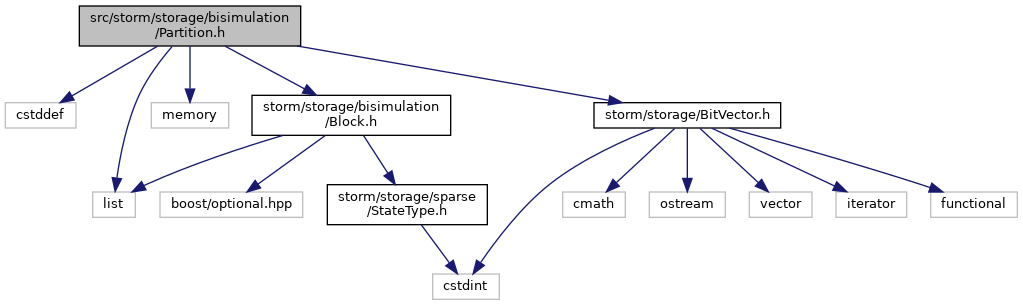 src/storm/storage/bisimulation
/Partition.h
cstddef
memory
storm/storage/bisimulation
/Block.h
storm/storage/BitVector.h
list
boost/optional.hpp
storm/storage/sparse
/StateType.h
cmath
ostream
vector
iterator
functional
cstdint